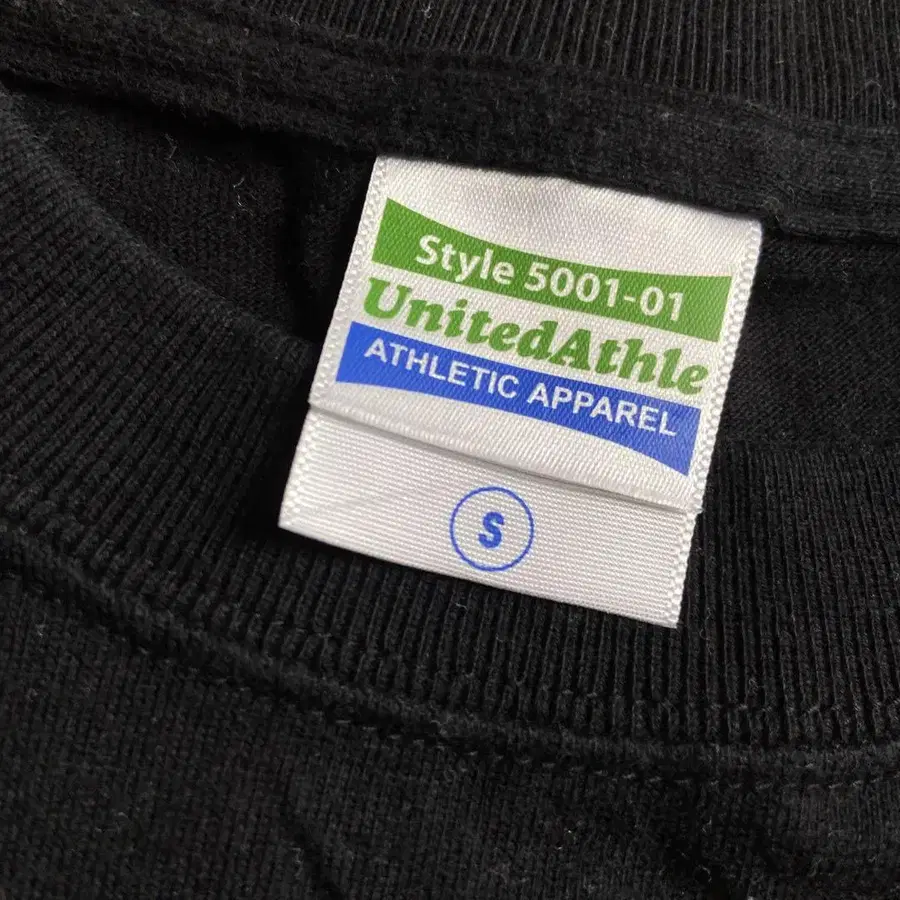 Style 5001-01
UnitedAthle
ATHLETIC APPAREL
S